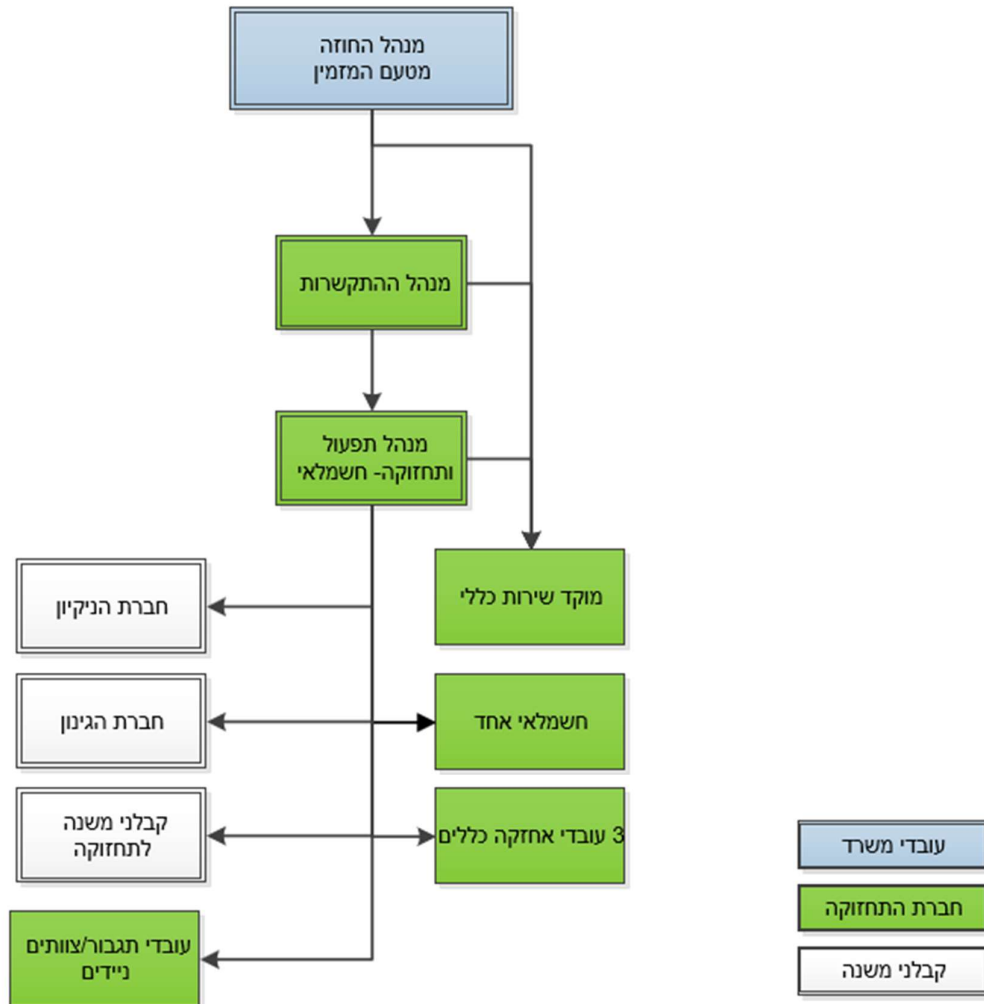 מנהל החוזה
מטעם המזמין
מנהל ההתקשרות
מנהל תפעול
ותחזוקה- חשמלאי
מוקד שירות כללי
חברת הניקיון
חשמלאי אחד
חברת הגינון
3 עובדי אחזקה כללים
קבלני משנה
לתחזוקה
עובדי תגבור/צוותים
ניידים
עובדי משרד
חברת התחזוקה
קבלני משנה